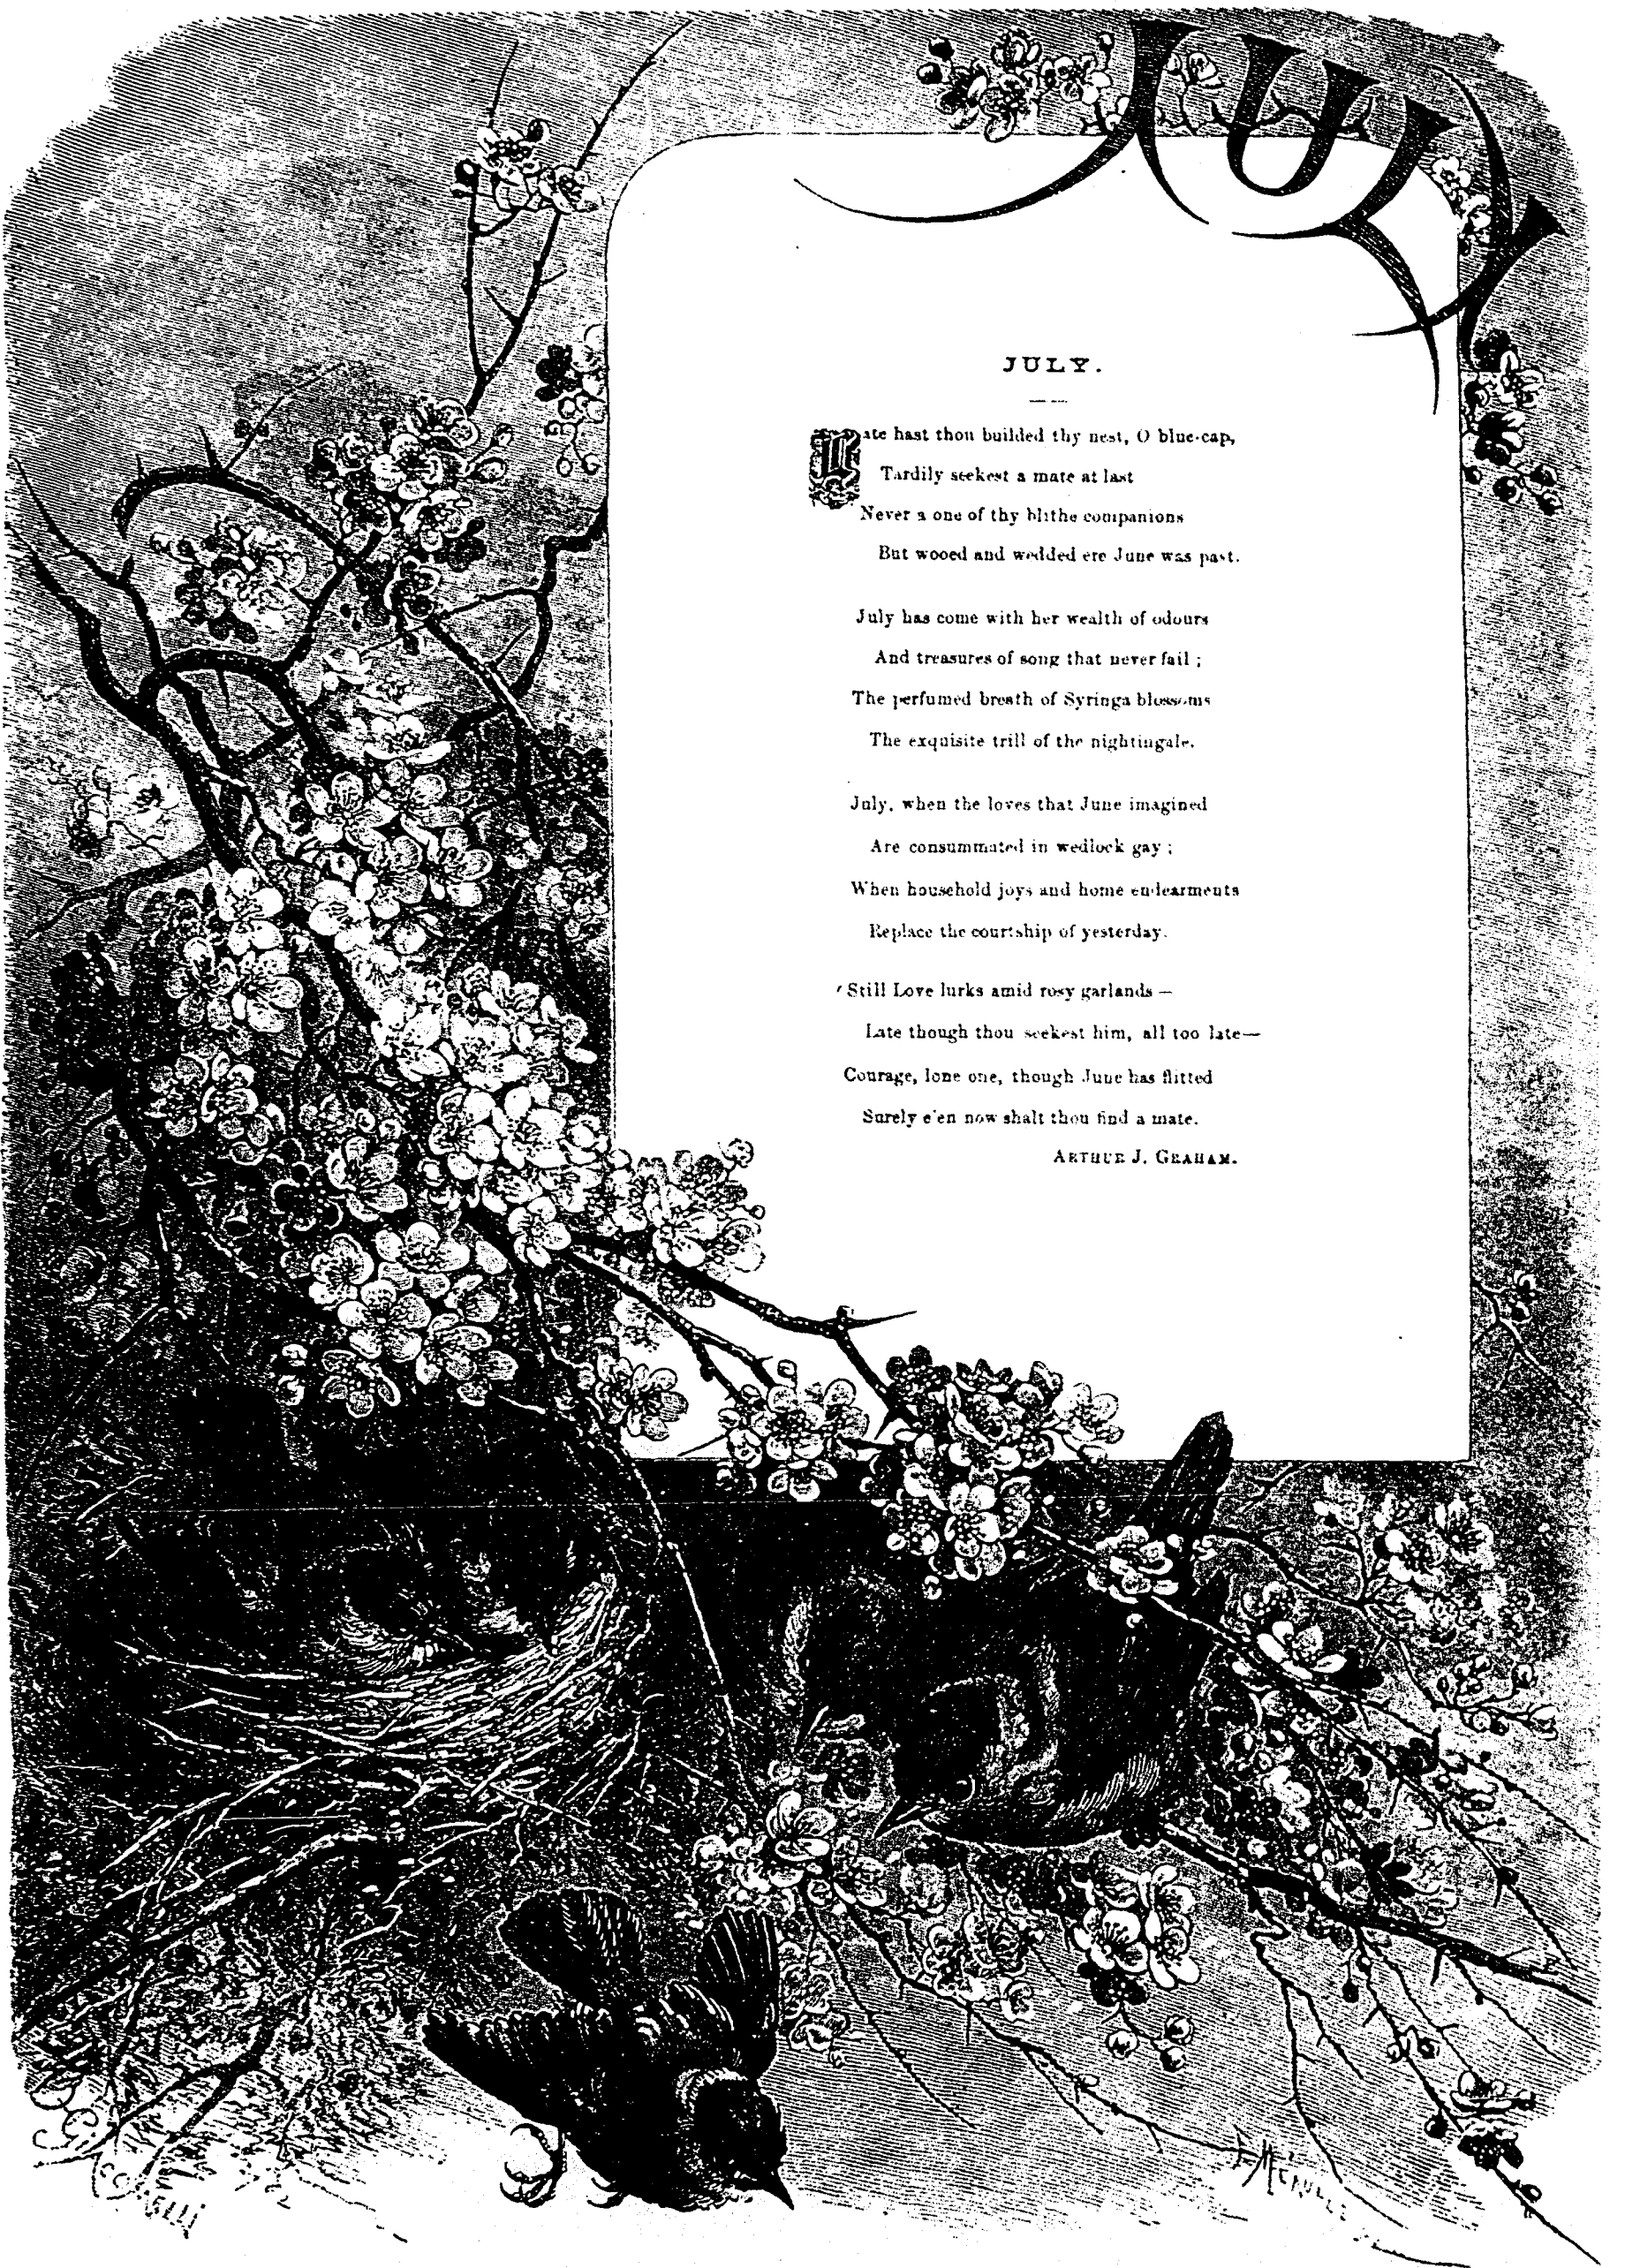 JULY
JULY.
Late hast thou builded thy nest, O blue-cap,
Tardily seekest a mate at last
Never a one of thy blithe companions
But wooed and wedded ere June was past.
July has come with her wealth of odours
And treasures of song that never fail ;
The perfumed breath of Syringa blossoms
The exquisite trill of the nightingale.
July, when the loves that June imagined
Are consummated in wedlock gay ;
When household joys and home endearments
Replace the courtship of yesterday.
Still Love lurks amid rosy garlands —
Late though thou seekest him, all too late—
Courage, lone one, though June has flitted
Surely e'en now shalt thou find a mate.
ARTHUR J. GRAHAM.